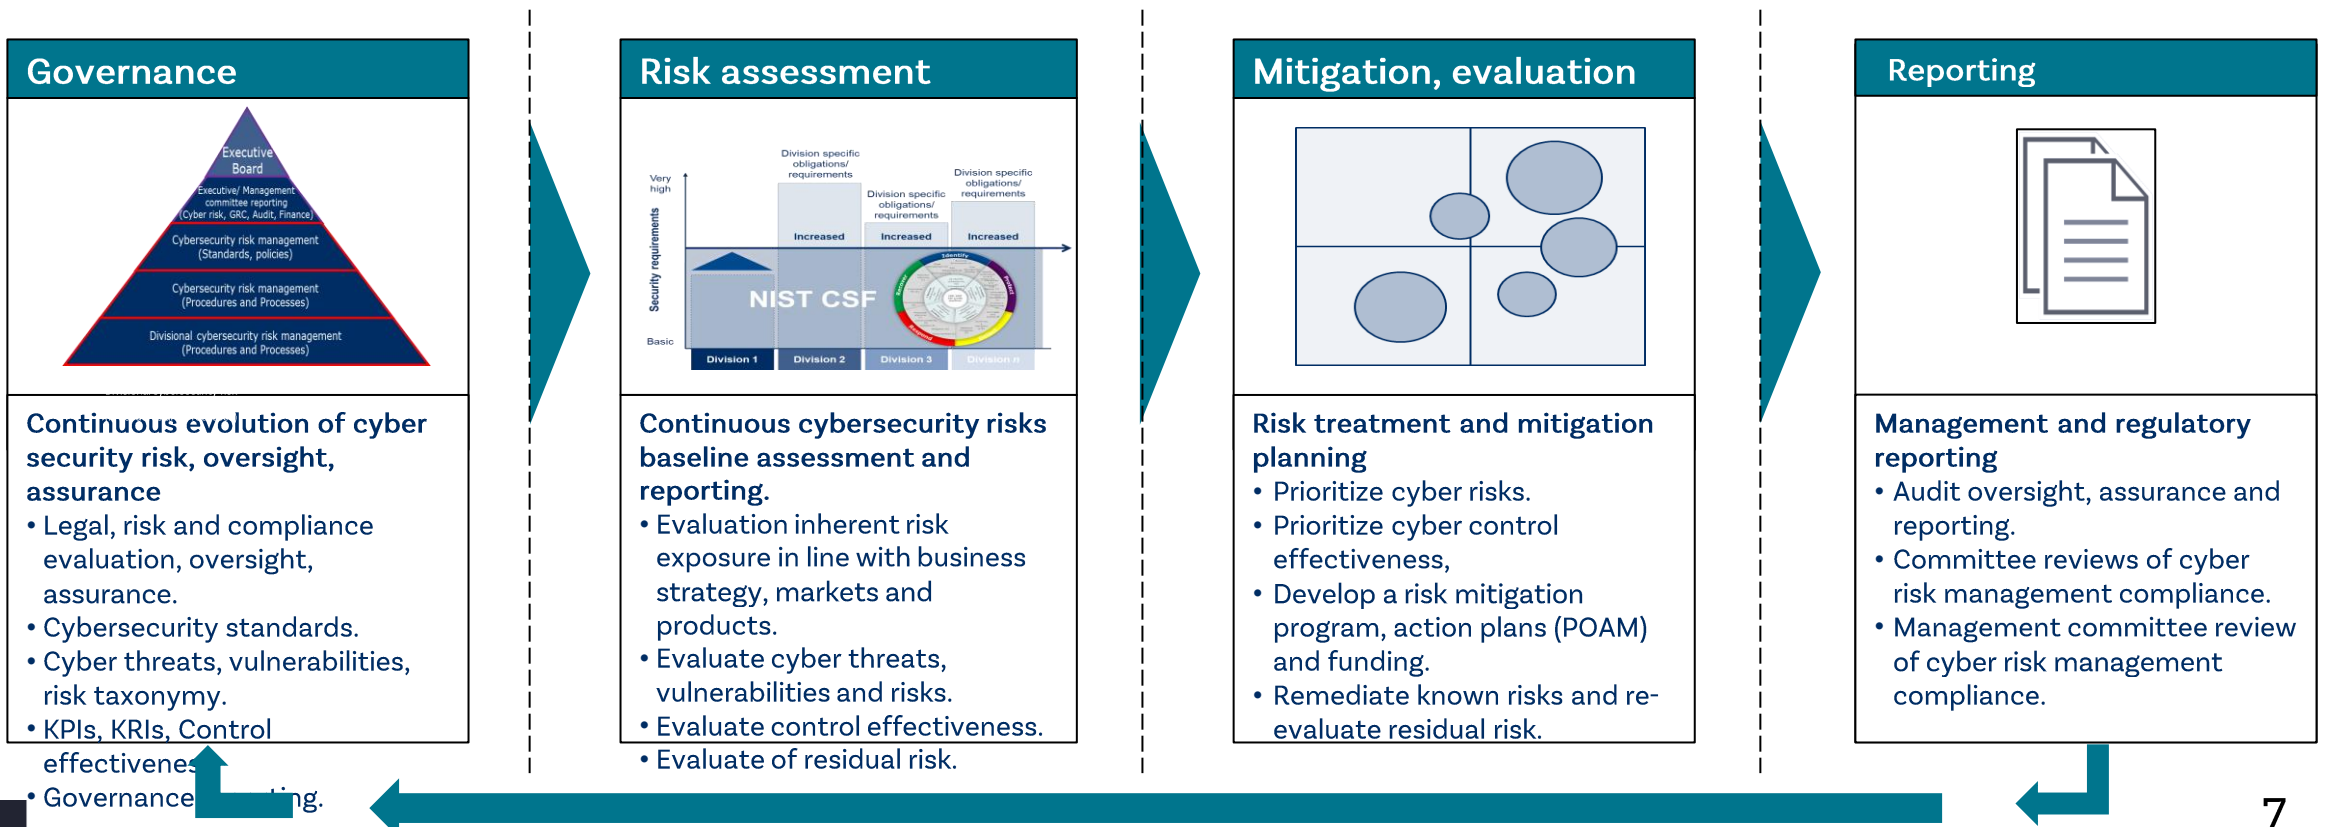 Governance
Executive
Board
Executive/ Management
committee reporting
(Cyber risk, GRC, Audit, Finance)
Cybersecurity risk management
(Standards, policies)
Cybersecurity risk management
(Procedures and Processes)
Divisional cybersecurity risk management
(Procedures and Processes)
Continuous evolution of cyber
security risk, oversight,
assurance
• Legal, risk and compliance
evaluation, oversight,
assurance.
• Cybersecurity standards.
• Cyber threats, vulnerabilities,
risk taxonymy.
• KPIs, KRIs, Control
• Governance
Risk assessment
Division specific
obligations/
requirements
Division specific
obligations/
requirements
Division specific
obligations/
requirements
Very
high
Security requirements
Basic
Increased
Increased
Increased
NIST CSF
Identify
Protect
Respond
Recover
Division 1
Division 2
Division 3
Division n
Continuous cybersecurity risks
baseline assessment and
reporting.
• Evaluation inherent risk
exposure in line with business
strategy, markets and
products.
• Evaluate cyber threats,
vulnerabilities and risks.
• Evaluate control effectiveness.
• Evaluate of residual risk.
Mitigation, evaluation
Risk treatment and mitigation
planning
• Prioritize cyber risks.
• Prioritize cyber control
effectiveness,
• Develop a risk mitigation
program, action plans (POAM)
and funding.
• Remediate known risks and re-
evaluate residual risk.
Reporting
Management and regulatory
reporting
• Audit oversight, assurance and
reporting.
• Committee reviews of cyber
risk management compliance.
• Management committee review
of cyber risk management
compliance.
7